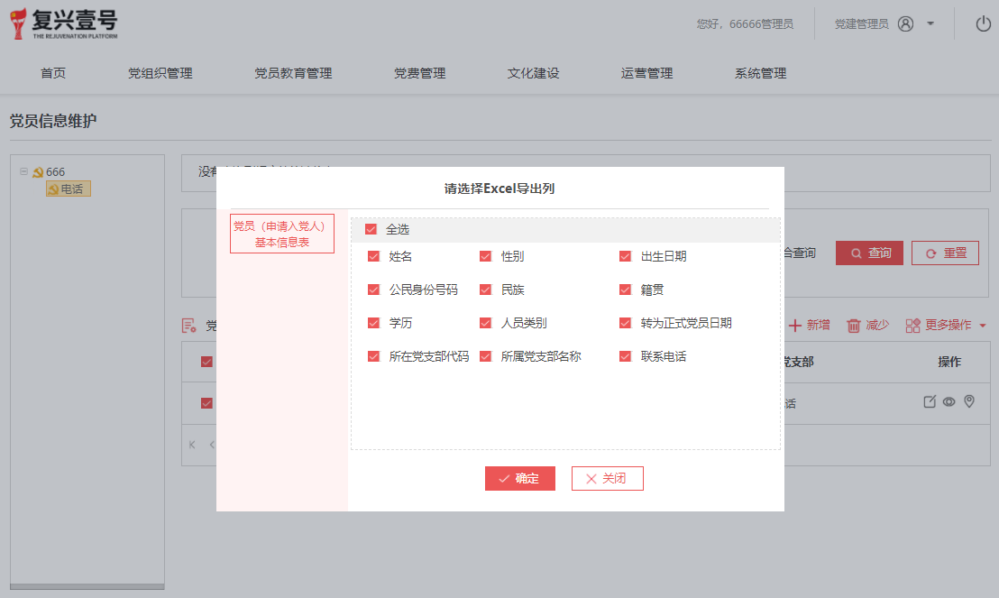 复兴壹号
THE REJUVENATION PLATFORM
您好，66666管理员
党建管理员
首页
党组织管理
党员教育管理
党费管理
文化建设
运营管理
系统管理
党员信息维护
666
电话
没有
请选择Excel导出列
党员（申请入党人）
基本信息表
全选
姓名
性别
出生日期
公民身份号码
民族
籍贯
学历
人员类别
转为正式党员日期
所在党支部代码
所属党支部名称
联系电话
确定
关闭
合查询
查询
重置
党
新增
减少
更多操作
党支部
操作
话